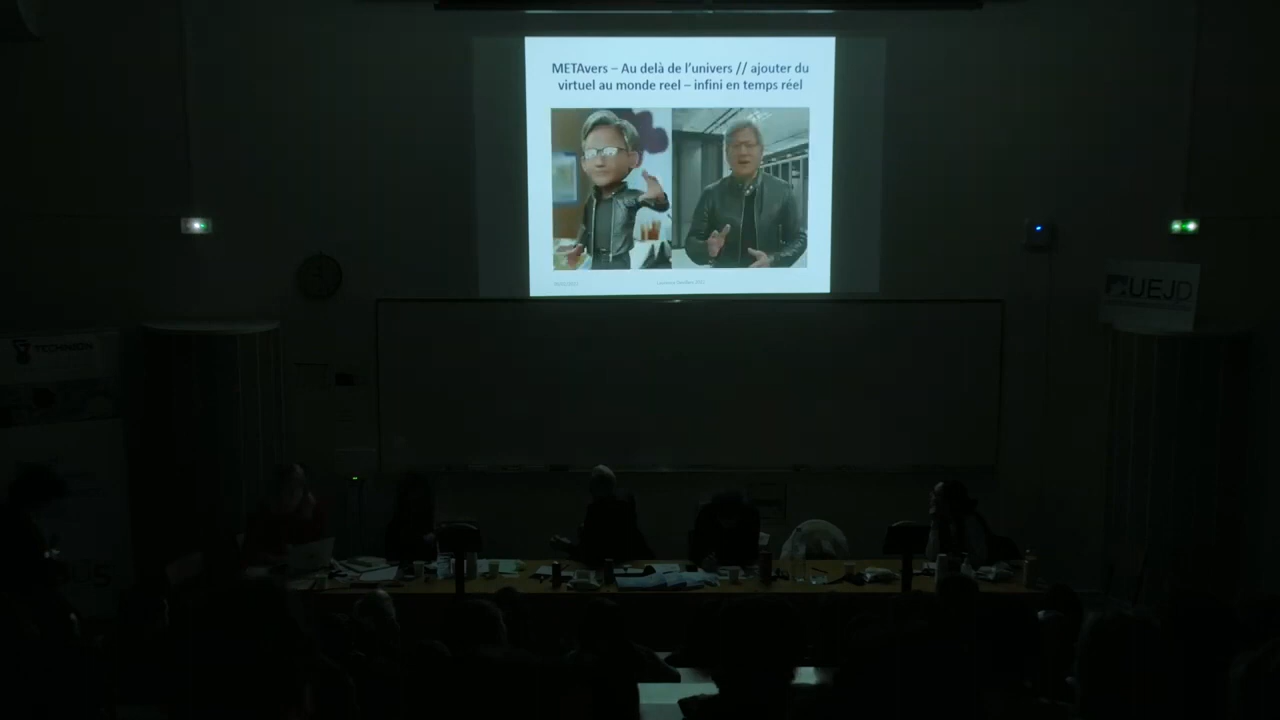 METAvers – Au delà de l'univers // ajouter du
virtuel au monde reel – infini en temps réel
UEJD
TECHNION